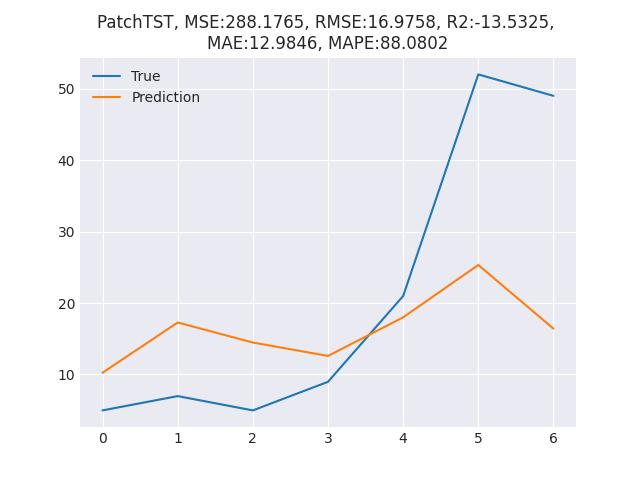 PatchTST, MSE:288.1765, RMSE:16.9758, R2:-13.5325,
MAE:12.9846, MAPE:88.0802
True
Prediction
50
40
30
20
10
0 1 2 3 4 5 6